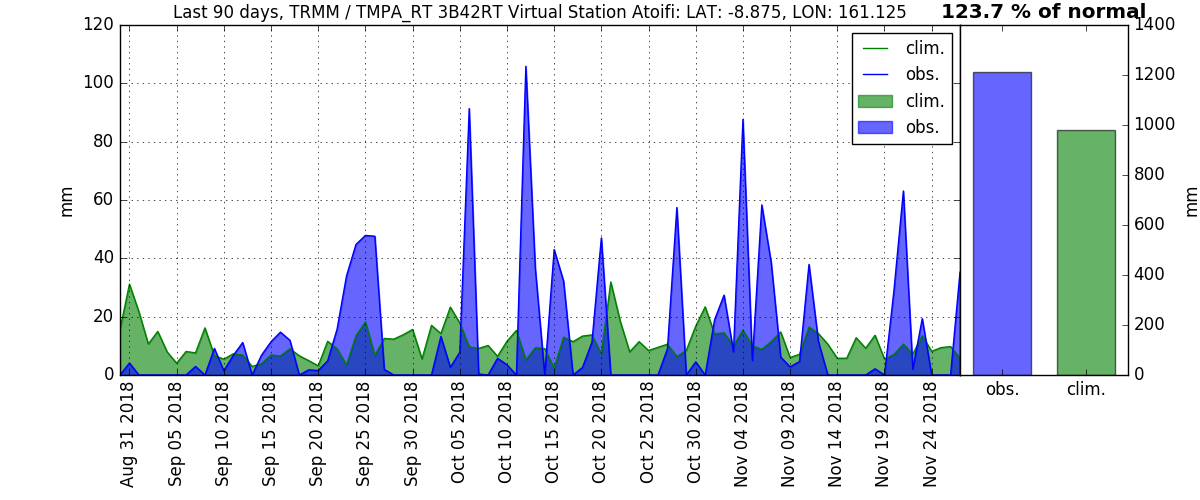 Last 90 days, TRMM / TMPA_RT 3B42RT Virtual Station Atoifi: LAT: -8.875, LON: 161.125
123.7 % of normal
120
100
80
60
40
20
0
mm
clim.
obs.
clim.
obs.
Aug 31 2018
Sep 05 2018
Sep 10 2018
Sep 15 2018
Sep 20 2018
Sep 25 2018
Sep 30 2018
Oct 05 2018
Oct 10 2018
Oct 15 2018
Oct 20 2018
Oct 25 2018
Oct 30 2018
Nov 04 2018
Nov 09 2018
Nov 14 2018
Nov 19 2018
Nov 24 2018
1400
1200
1000
800
600
400
200
0
mm
obs.
clim.